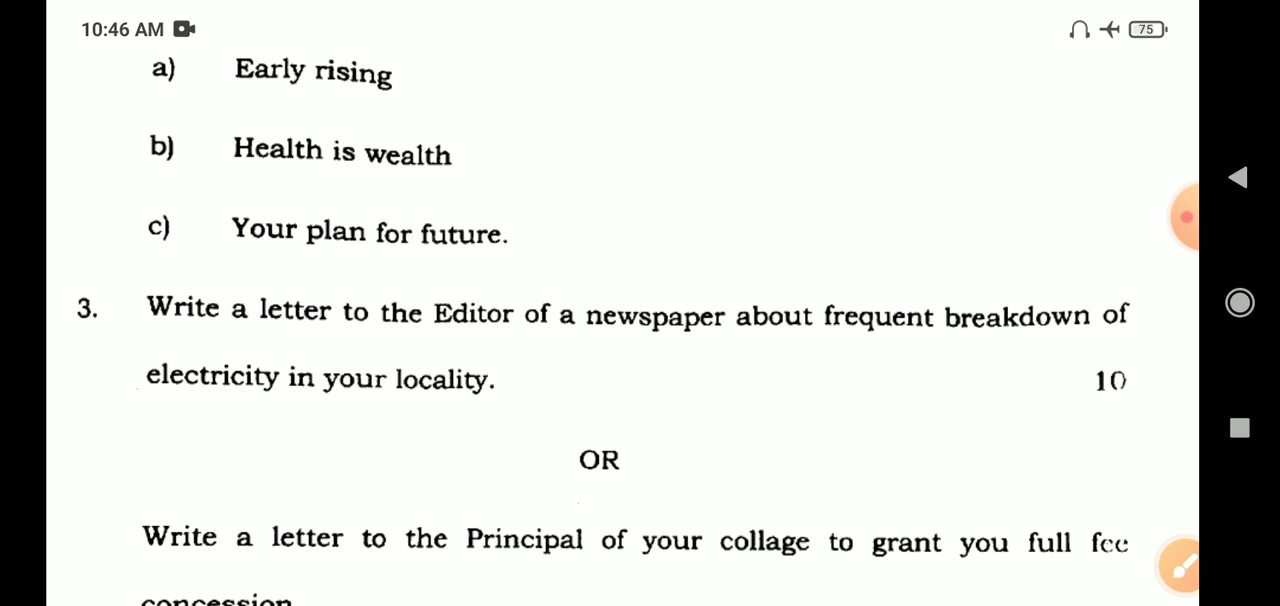 10:46 AM
75
a) Early rising
b) Health is wealth
c) Your plan for future.
3. Write a letter to the Editor of a newspaper about frequent breakdown of
electricity in your locality. 10
OR
Write a letter to the Principal of your collage to grant you full fee
concession